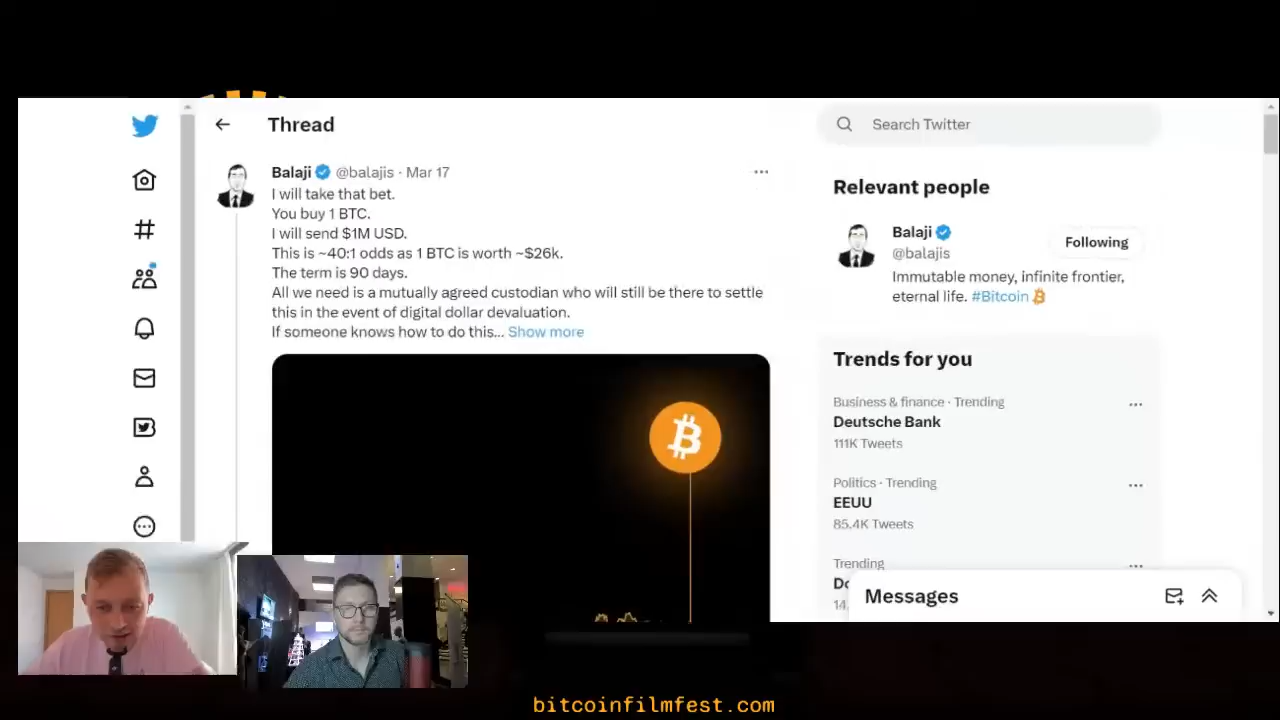 Thread
Search Twitter
Balaji @balajis · Mar 17
I will take that bet.
You buy 1 BTC.
I will send $1M USD.
This is ~40:1 odds as 1 BTC is worth ~$26k.
The term is 90 days.
All we need is a mutually agreed custodian who will still be there to settle
this in the event of digital dollar devaluation.
If someone knows how to do this... Show more
Relevant people
Balaji
@balajis
Following
Immutable money, infinite frontier,
eternal life. #Bitcoin
Trends for you
Business & finance · Trending
Deutsche Bank
111K Tweets
Politics · Trending
EEUU
85.4K Tweets
Trending
Messages
bitcoinfilmfest.com